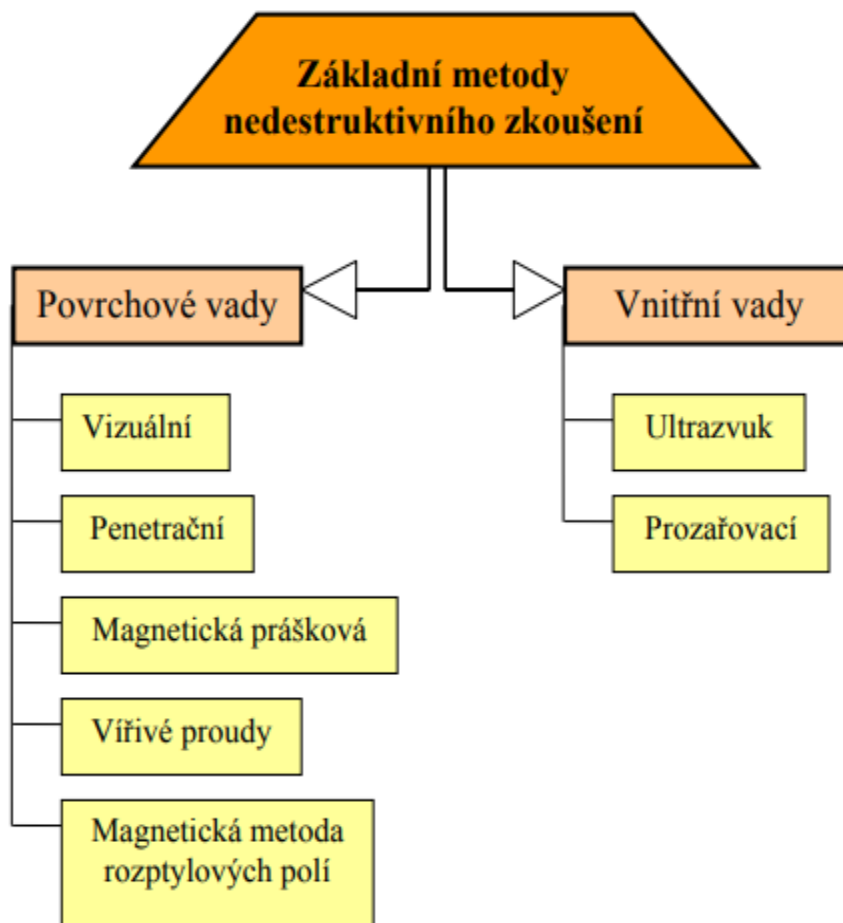 Základní metody
nedestruktivního zkoušení
Povrchové vady
Vizuální
Penetrační
Magnetická prášková
Vířivé proudy
Magnetická metoda
rozptylových polí
Vnitřní vady
Ultrazvuk
Prozařovací